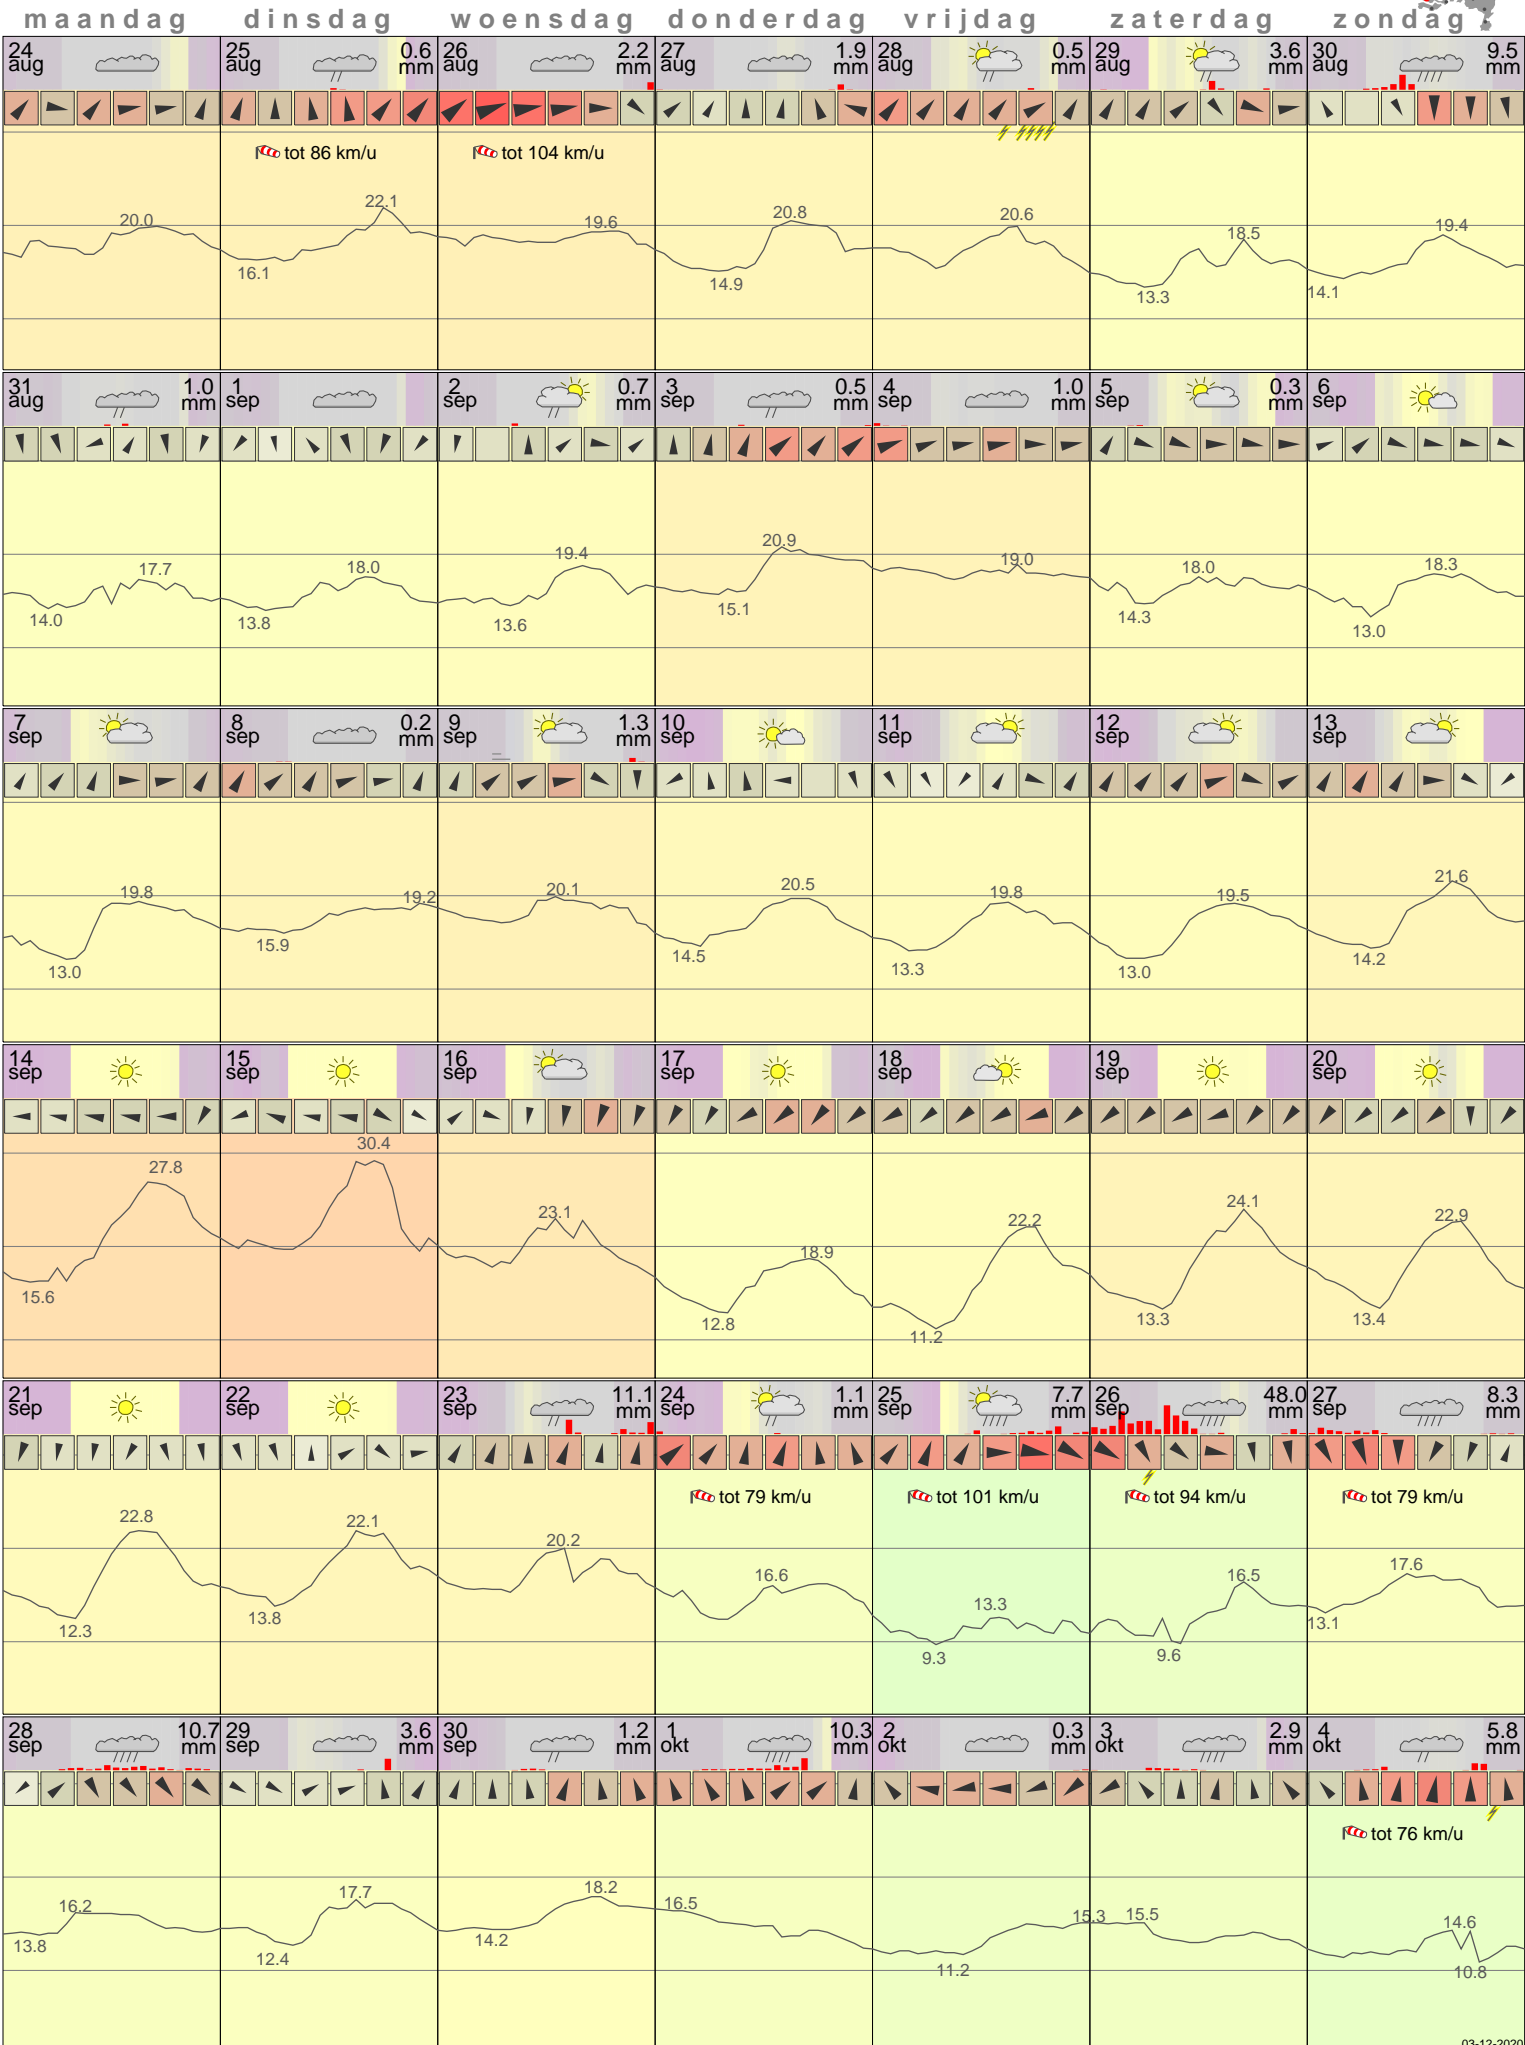 maandag dinsdag woensdag donderdag vrijdag zaterdag zondag
24 25 0.6 26 2.2 27 1.9 28 0.5 29 3.6 30 9.5
aug aug mm aug mm aug mm aug mm aug mm aug mm
tot 86 km/u tot 104 km/u
20.0 22.1 19.6 20.8 20.6 18.5 19.4
16.1 14.9 13.3 14.1
31 1.0 1 2 0.7 3 0.5 4 1.0 5 0.3 6
aug mm sep sep mm sep mm sep mm sep mm sep
17.7 18.0 19.4 20.9 19.0 18.0 18.3
14.0 13.8 13.6 15.1 14.3 13.0
7 8 0.2 9 1.3 10 11 12 13
sep sep mm sep mm sep sep sep sep
19.8 19.2 20.1 20.5 19.8 19.5 21.6
13.0 15.9 14.5 13.3 13.0 14.2
14 15 16 17 18 19 20
sep sep sep sep sep sep sep
27.8 30.4 23.1 18.9 22.2 24.1 22.9
15.6 12.8 11.2 13.3 13.4
21 22 23 11.1 24 1.1 25 7.7 26 48.0 27 8.3
sep sep sep mm sep mm sep mm sep mm sep mm
tot 79 km/u tot 101 km/u tot 94 km/u tot 79 km/u
22.8 22.1 20.2 16.6 13.3 16.5 17.6
12.3 13.8 9.3 9.6 13.1
28 10.7 29 3.6 30 1.2 1 10.3 2 0.3 3 2.9 4 5.8
sep mm sep mm sep mm okt mm okt mm okt mm okt mm
tot 76 km/u
16.2 17.7 18.2 16.5 15.3 15.5 14.6
13.8 12.4 14.2 11.2 10.8
03-12-2020